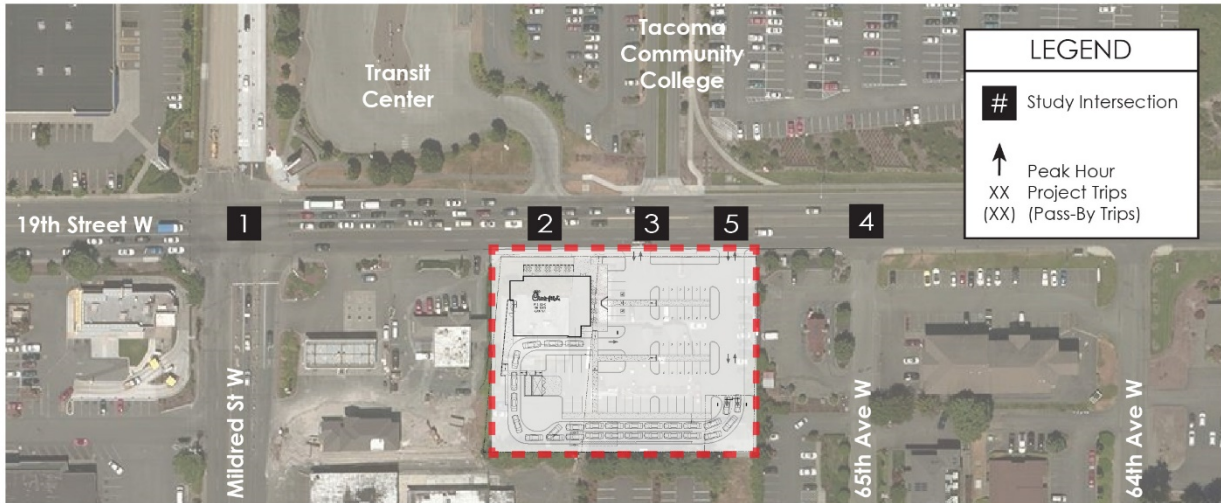 Transit
Center
Tacoma
Community
College
LEGEND
# Study Intersection
Peak Hour
XX Project Trips
(XX) (Pass-By Trips)
19th Street W
1
2
3
5
4
Mildred St W
65th Ave W
64th Ave W